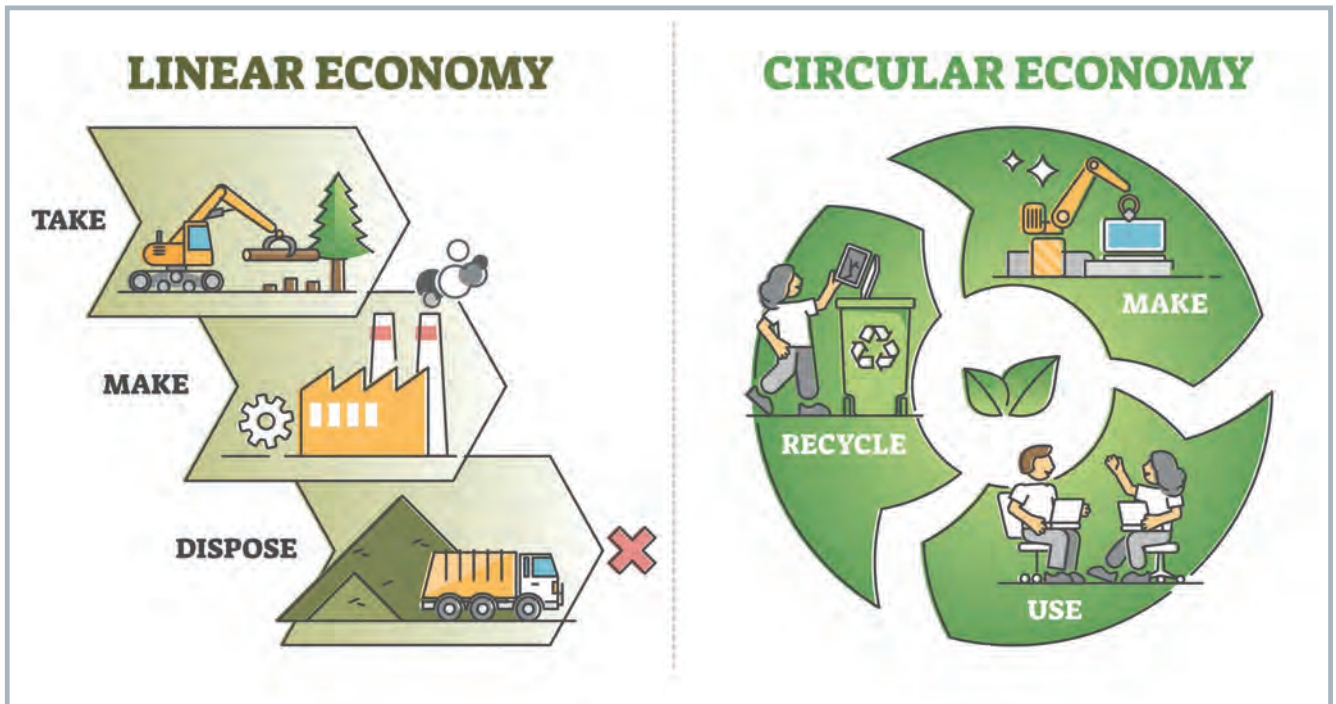 LINEAR ECONOMY
TAKE
MAKE
DISPOSE
CIRCULAR ECONOMY
MAKE
USE
RECYCLE